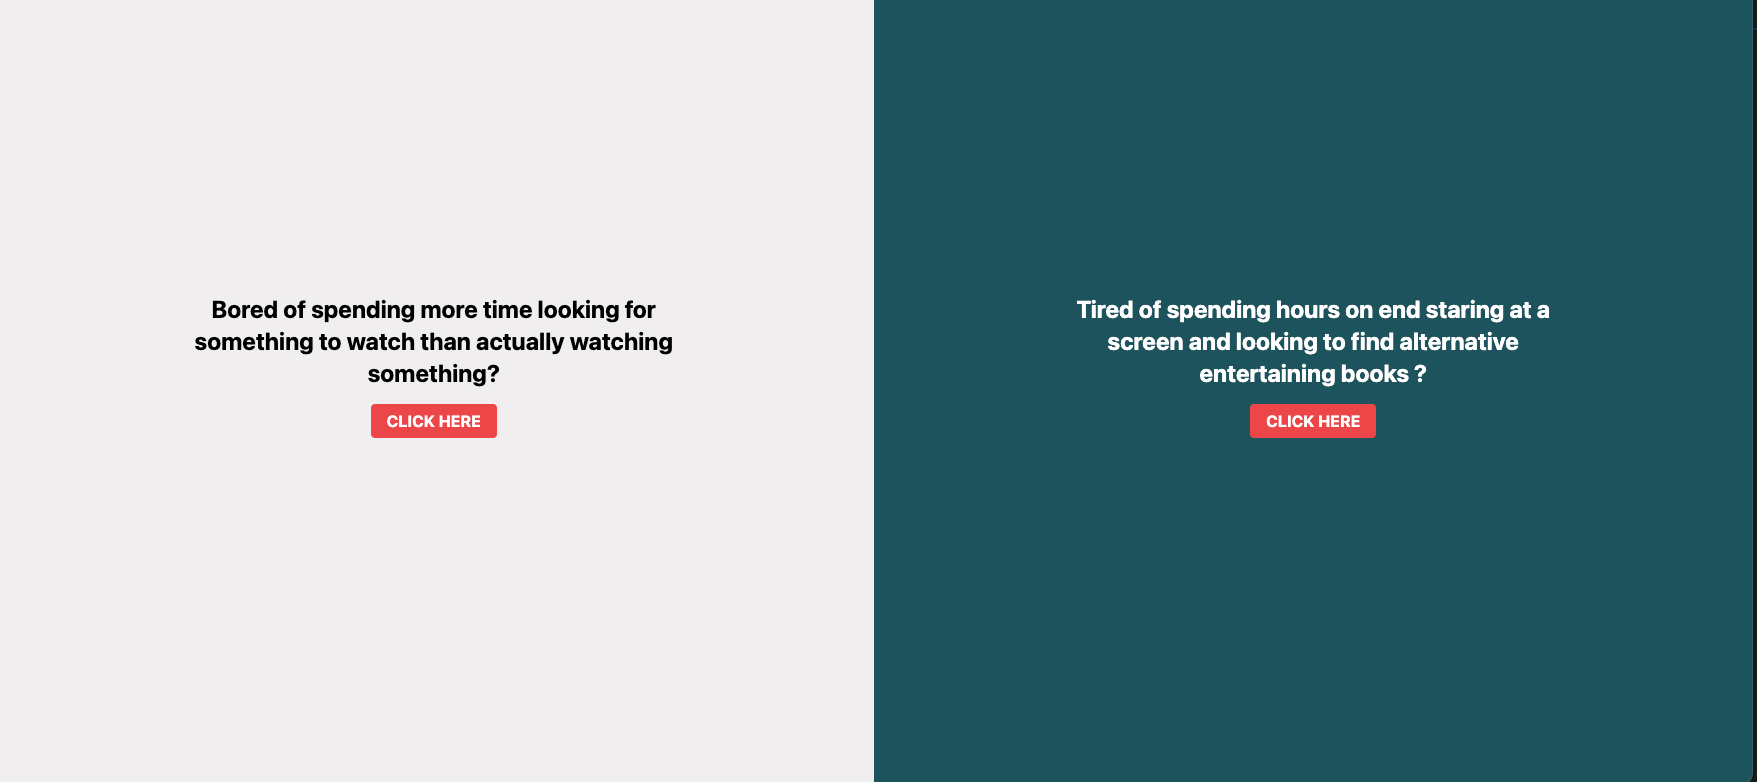 Bored of spending more time looking for
something to watch than actually watching
something?
CLICK HERE
Tired of spending hours on end staring at a
screen and looking to find alternative
entertaining books ?
CLICK HERE